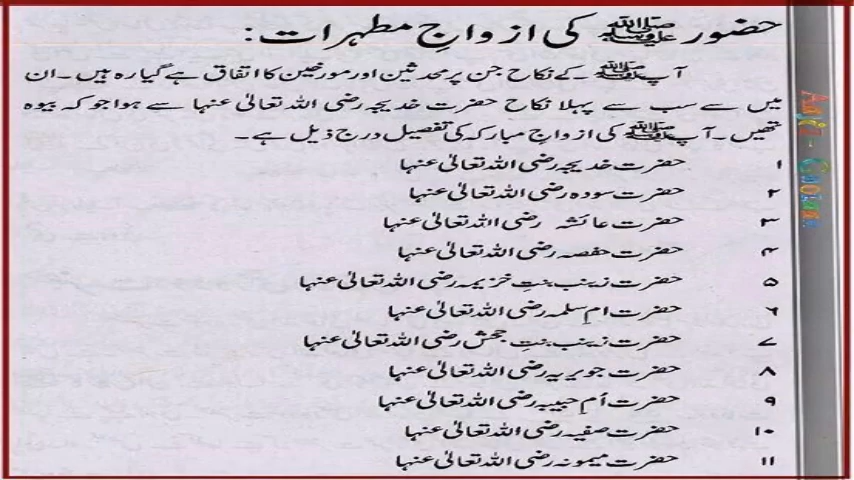 حضور ﷺ کی ازواجِ مطہرات:
آپ ﷺ۔ کے نکاح جن پر محدثین اور مورخین کا اتفاق ہے گیارہ ہیں۔ ان
میں سے سب سے پہلا نکاح حضرت خدیجہ رضی اللہ تعالیٰ عنہا سے ہوا جو کہ بیوہ
تھیں۔ آپ ﷺ کی ازواجِ مبارکہ کی تفصیل درج ذیل ہے۔
۱ حضرت خدیجہ رضی اللہ تعالیٰ عنہا
۲ حضرت سودہ رضی اللہ تعالیٰ عنہا
۳ حضرت عائشہ رضی اللہ تعالیٰ عنہا
۴ حضرت حفصہ رضی اللہ تعالیٰ عنہا
۵ حضرت زینب بنتِ خزیمہ رضی اللہ تعالیٰ عنہا
۶ حضرت امِ سلمہ رضی اللہ تعالیٰ عنہا
۷ حضرت زینب بنتِ جحش رضی اللہ تعالیٰ عنہا
۸ حضرت جویریہ رضی اللہ تعالیٰ عنہا
۹ حضرت اُمِ حبیبہ رضی اللہ تعالیٰ عنہا
۱۰ حضرت صفیہ رضی اللہ تعالیٰ عنہا
۱۱ حضرت میمونہ رضی اللہ تعالیٰ عنہا